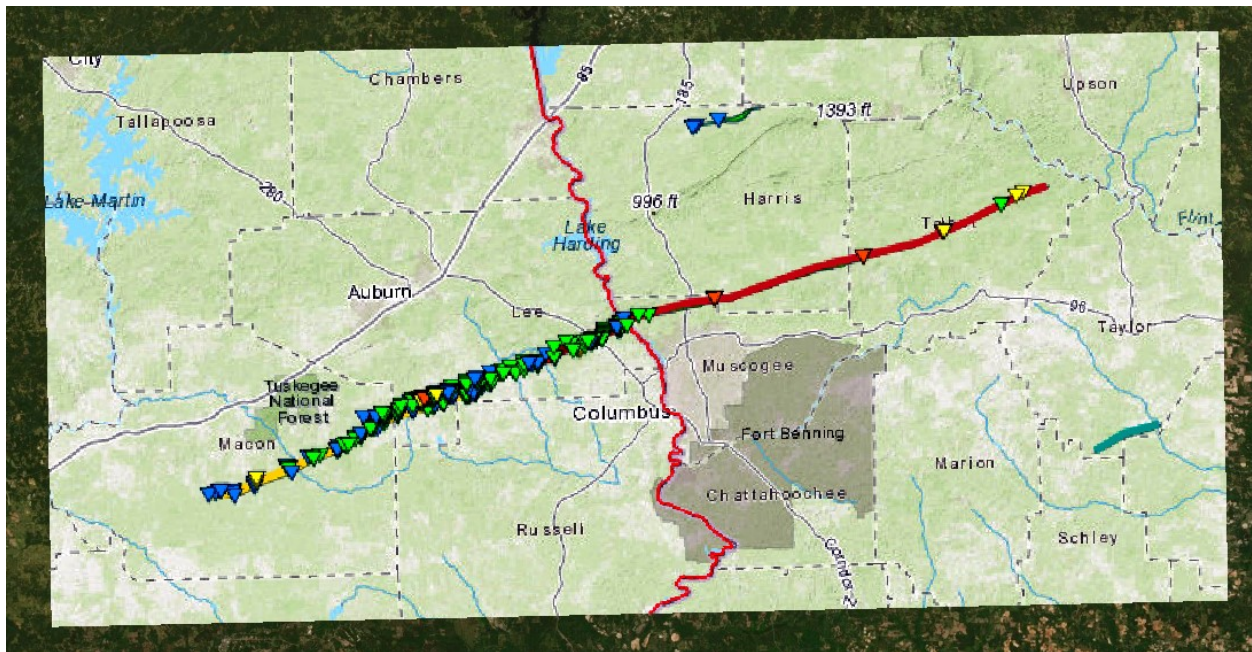 City
Chambers
85
185
Upson
1393 ft
Tallapoosa
280
Lake-Martin
996 ft
Harris
Lake
Harding
Flint
Auburn
Lee
96
Taylor
Muscogee
Tuskegee
National
Forest
Columbus
Macon
Fort Benning
Marion
Chattahoochee
Russell
Schley